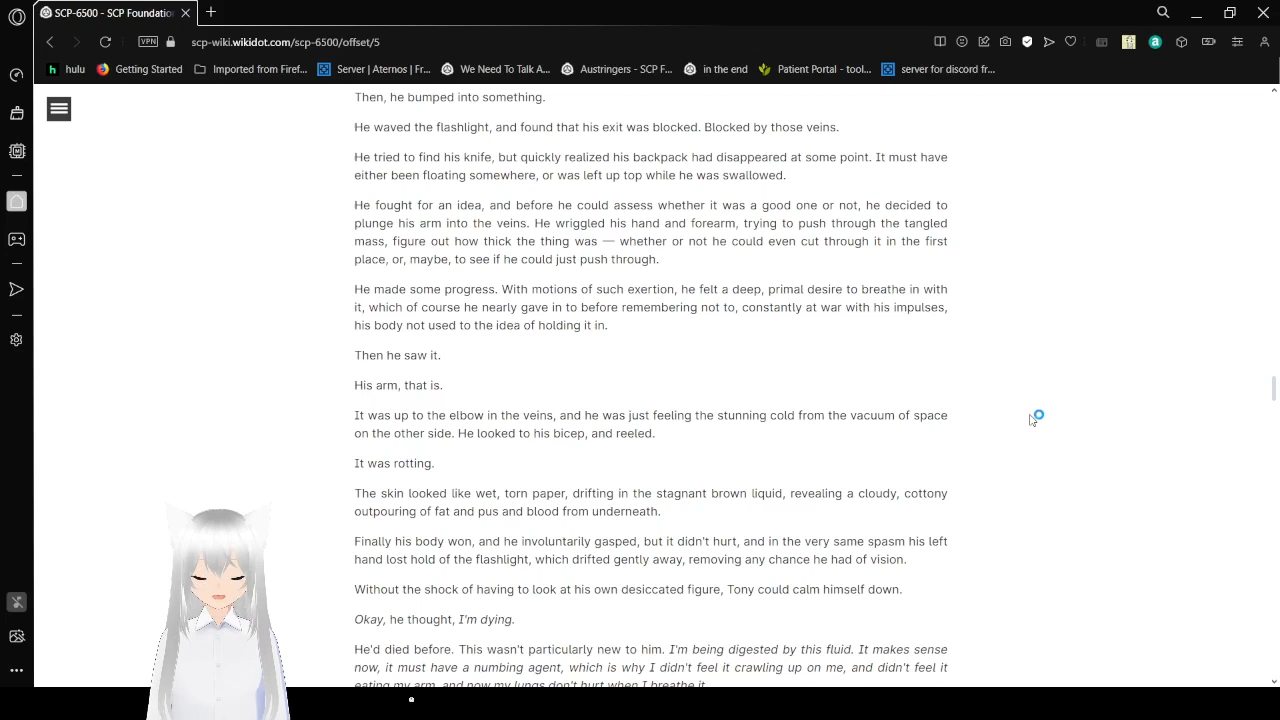 SCP-6500 - SCP Foundatio
scp-wiki.wikidot.com/scp-6500/offset/5
VPN
hulu
Getting Started
Imported from Firef...
Server | Aternos | Fr...
We Need To Talk A...
Austringers - SCP F...
in the end
Patient Portal - tool...
server for discord fr...
Then, he bumped into something.
He waved the flashlight, and found that his exit was blocked. Blocked by those veins.
He tried to find his knife, but quickly realized his backpack had disappeared at some point. It must have
either been floating somewhere, or was left up top while he was swallowed.
He fought for an idea, and before he could assess whether it was a good one or not, he decided to
plunge his arm into the veins. He wriggled his hand and forearm, trying to push through the tangled
mass, figure out how thick the thing was — whether or not he could even cut through it in the first
place, or, maybe, to see if he could just push through.
He made some progress. With motions of such exertion, he felt a deep, primal desire to breathe in with
it, which of course he nearly gave in to before remembering not to, constantly at war with his impulses,
his body not used to the idea of holding it in.
Then he saw it.
His arm, that is.
It was up to the elbow in the veins, and he was just feeling the stunning cold from the vacuum of space
on the other side. He looked to his bicep, and reeled.
It was rotting.
The skin looked like wet, torn paper, drifting in the stagnant brown liquid, revealing a cloudy, cottony
outpouring of fat and pus and blood from underneath.
Finally his body won, and he involuntarily gasped, but it didn't hurt, and in the very same spasm his left
hand lost hold of the flashlight, which drifted gently away, removing any chance he had of vision.
Without the shock of having to look at his own desiccated figure, Tony could calm himself down.
Okay, he thought, I'm dying.
He'd died before. This wasn't particularly new to him. I'm being digested by this fluid. It makes sense
now, it must have a numbing agent, which is why I didn't feel it crawling up on me, and didn't feel it
eating my arm, and now my lungs don't hurt when I breathe it